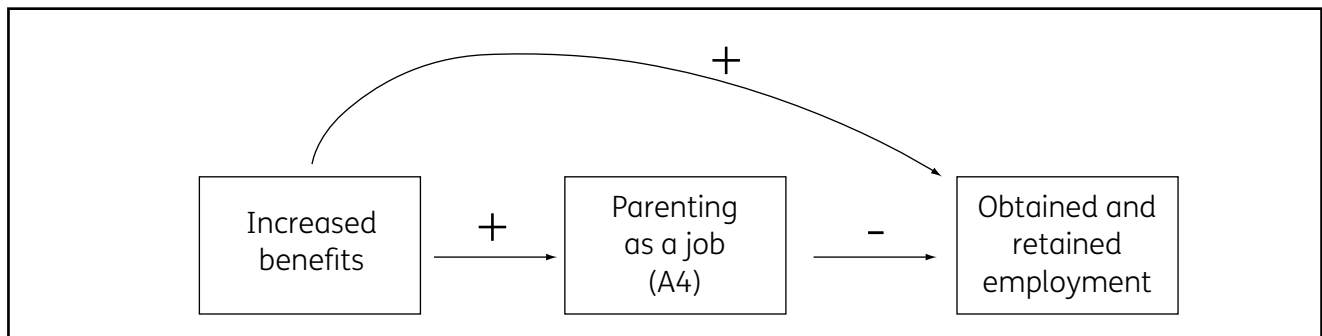 +
Increased
benefits
+
Parenting
as a job
(A4)
-
Obtained and
retained
employment